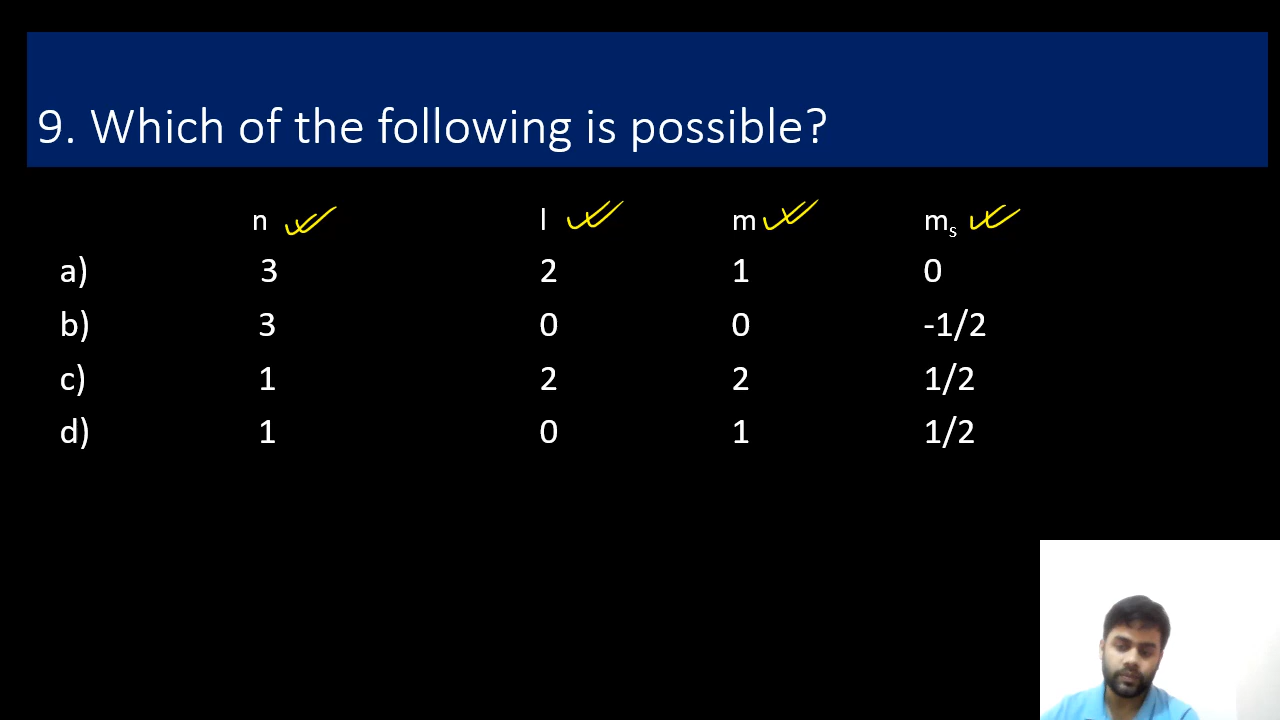 9. Which of the following is possible?
n l m ms
a) 3 2 1 0
b) 3 0 0 -1/2
c) 1 2 2 1/2
d) 1 0 1 1/2